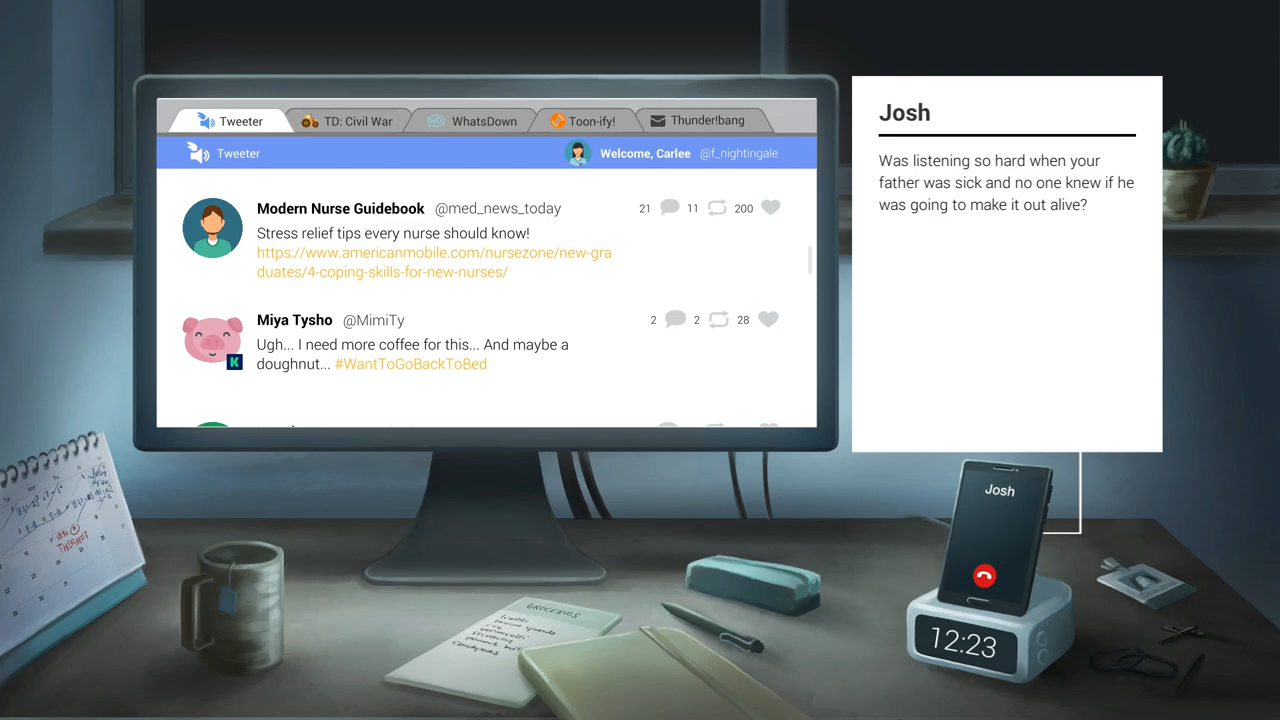 Tweeter
TD: Civil War
WhatsDown
Toon-ify!
Thunder!bang
Tweeter
Welcome, Carlee @f_nightingale
Modern Nurse Guidebook @med_news_today
21 11 200
Stress relief tips every nurse should know!
https://www.americanmobile.com/nursezone/new-gra
duates/4-coping-skills-for-new-nurses/
Miya Tysho @MimiTy
2 2 28
Ugh... I need more coffee for this... And maybe a
doughnut... #WantToGoBackToBed
K
Josh
Was listening so hard when your
father was sick and no one knew if he
was going to make it out alive?
Josh
12:23
THERAPIST
GROCERIES
chickpeas